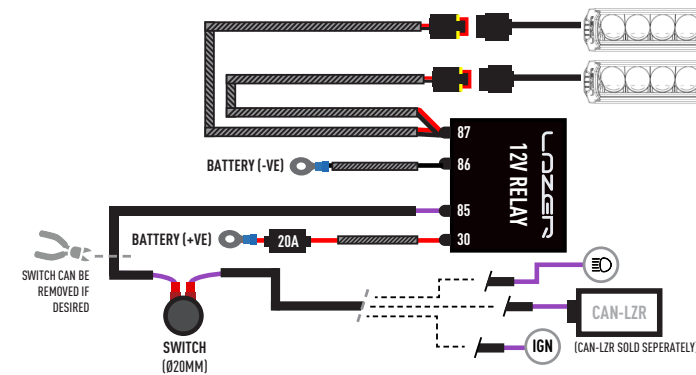 87
BATTERY (-VE)
86
LAZER
12V RELAY
85
BATTERY (+VE)
20A
30
SWITCH CAN BE
REMOVED IF
DESIRED
SWITCH
(Ø20MM)
CAN-LZR
IGN
(CAN-LZR SOLD SEPERATELY)